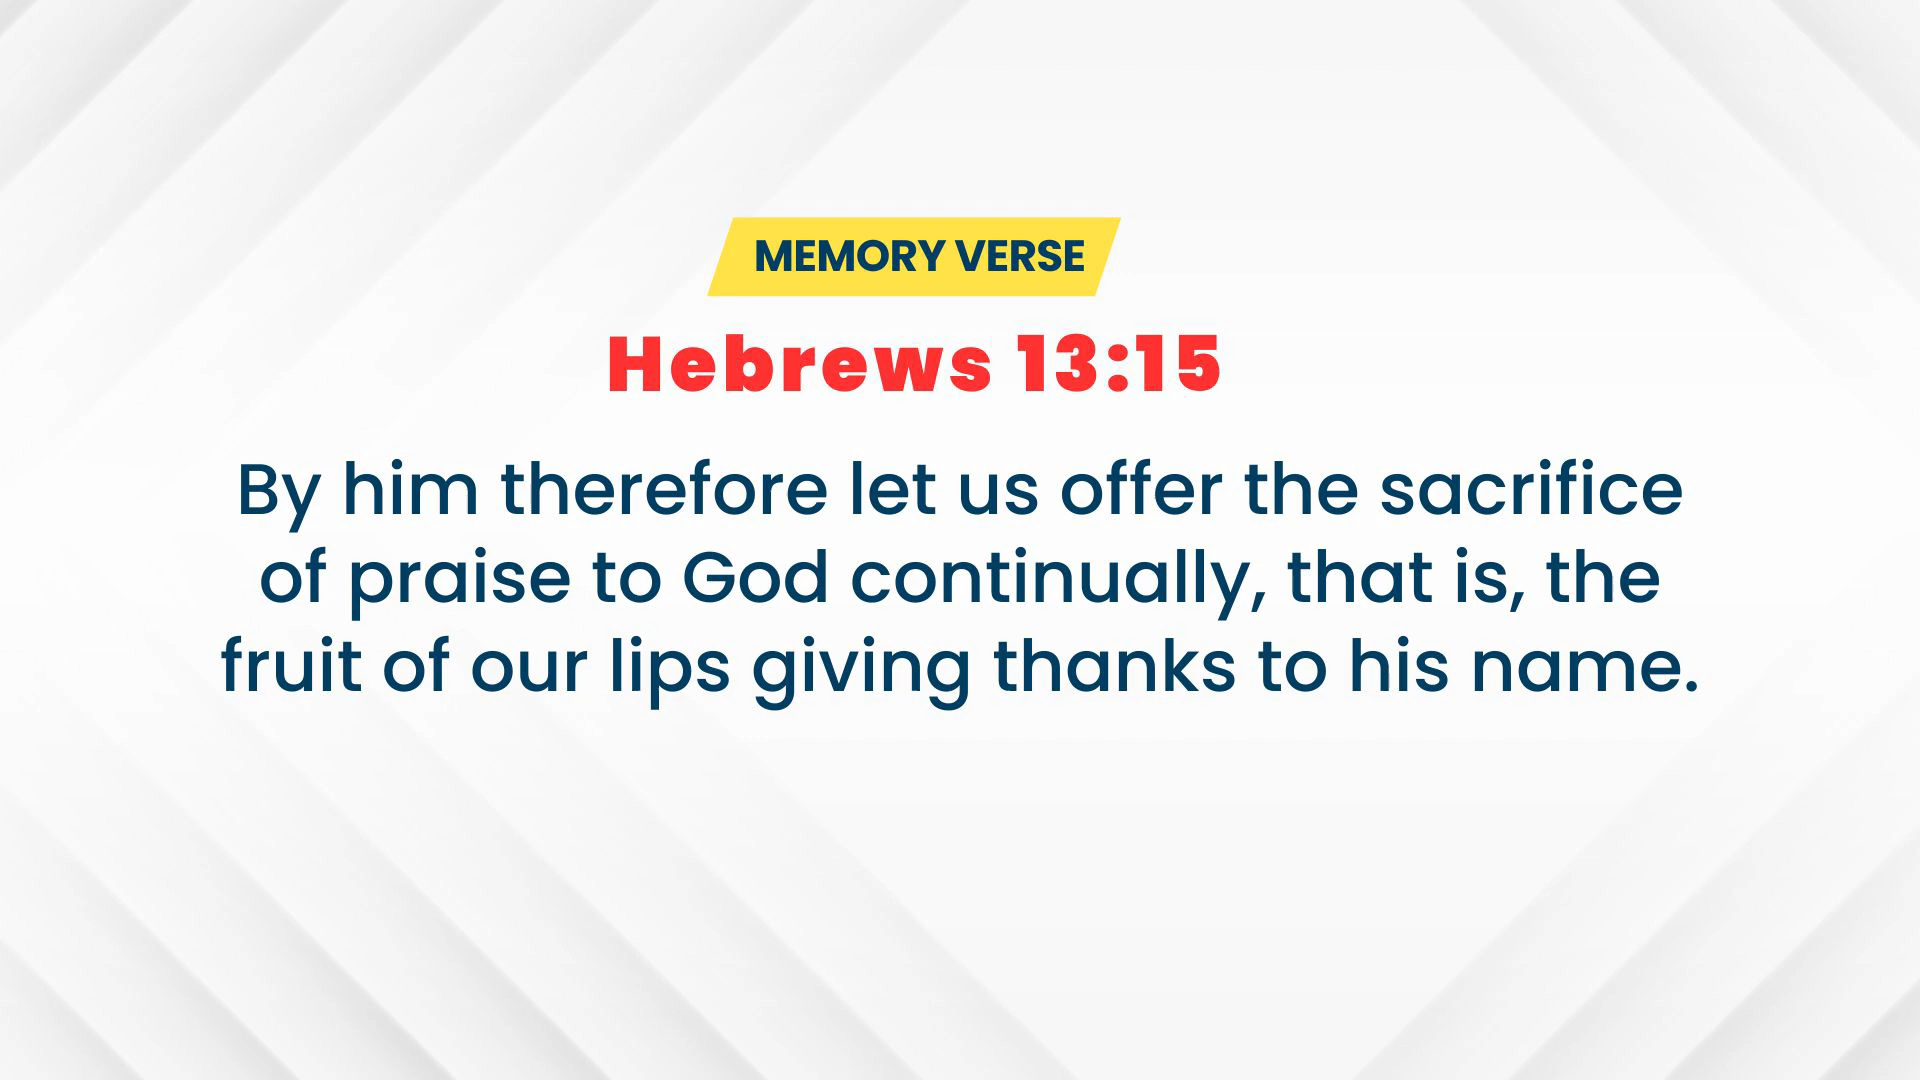 MEMORY VERSE
Hebrews 13:15
By him therefore let us offer the sacrifice
of praise to God continually, that is, the
fruit of our lips giving thanks to his name.